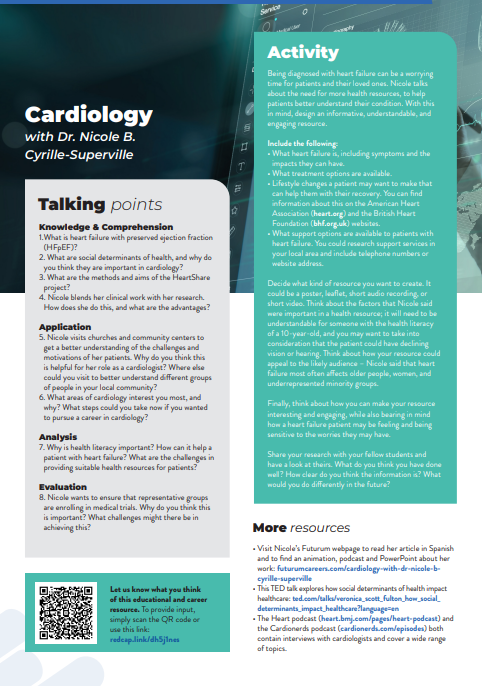 Cardiology
with Dr. Nicole B.
Cyrille-Superville
Talking points
Knowledge & Comprehension
1.What is heart failure with preserved ejection fraction
(HFpEF)?
2. What are social determinants of health, and why do
you think they are important in cardiology?
3. What are the methods and aims of the HeartShare
project?
4. Nicole blends her clinical work with her research.
How does she do this, and what are the advantages?
Application
5. Nicole visits churches and community centers to
get a better understanding of the challenges and
motivations of her patients. Why do you think this
is helpful for her role as a cardiologist? Where else
could you visit to better understand different groups
of people in your local community?
6. What areas of cardiology interest you most, and
why? What steps could you take now if you wanted
to pursue a career in cardiology?
Analysis
7. Why is health literacy important? How can it help a
patient with heart failure? What are the challenges in
providing suitable health resources for patients?
Evaluation
8. Nicole wants to ensure that representative groups
are enrolling in medical trials. Why do you think this
is important? What challenges might there be in
achieving this?
Let us know what you think
of this educational and career
resource. To provide input,
simply scan the QR code or
use this link:
redcap.link/dh5j1nes
Activity
Being diagnosed with heart failure can be a worrying
time for patients and their loved ones. Nicole talks
about the need for more health resources, to help
patients better understand their condition. With this
in mind, design an informative, understandable, and
engaging resource.
Include the following:
• What heart failure is, including symptoms and the
impacts they can have.
• What treatment options are available.
• Lifestyle changes a patient may want to make that
can help them with their recovery. You can find
information about this on the American Heart
Association (heart.org) and the British Heart
Foundation (bhf.org.uk) websites.
• What support options are available to patients with
heart failure. You could research support services in
your local area and include telephone numbers or
website address.
Decide what kind of resource you want to create. It
could be a poster, leaflet, short audio recording, or
short video. Think about the factors that Nicole said
were important in a health resource; it will need to be
understandable for someone with the health literacy
of a 10-year-old, and you may want to take into
consideration that the patient could have declining
vision or hearing. Think about how your resource could
appeal to the likely audience – Nicole said that heart
failure most often affects older people, women, and
underrepresented minority groups.
Finally, think about how you can make your resource
interesting and engaging, while also bearing in mind
how a heart failure patient may be feeling and being
sensitive to the worries they may have.
Share your research with your fellow students and
have a look at theirs. What do you think you have done
well? How clear do you think the information is? What
would you do differently in the future?
More resources
• Visit Nicole's Futurum webpage to read her article in Spanish
and to find an animation, podcast and PowerPoint about her
work: futurumcareers.com/cardiology-with-dr-nicole-b-
cyrille-superville
• This TED talk explores how social determinants of health impact
healthcare: ted.com/talks/veronica_scott_fulton_how_social_
determinants_impact_healthcare?language=en
• The Heart podcast (heart.bmj.com/pages/heart-podcast) and
the Cardionerds podcast (cardionerds.com/episodes) both
contain interviews with cardiologists and cover a wide range
of topics.